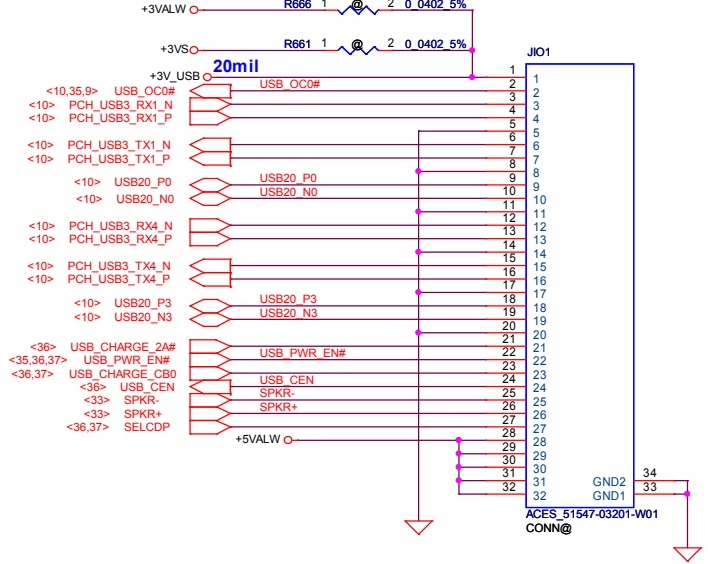 +3VALW R666 1 @ 2 0_0402_5%
+3VS R661 1 @ 2 0_0402_5%
JIO1
+3V_USB 20mil 1 1
<10,35,9> USB_OC0# USB_OC0# 2 2
<10> PCH_USB3_RX1_N 3 3
<10> PCH_USB3_RX1_P 4 4
5 5
<10> PCH_USB3_TX1_N 6 6
<10> PCH_USB3_TX1_P 7 7
8 8
<10> USB20_P0 USB20_P0 9 9
<10> USB20_N0 USB20_N0 10 10
11 11
<10> PCH_USB3_RX4_N 12 12
<10> PCH_USB3_RX4_P 13 13
14 14
<10> PCH_USB3_TX4_N 15 15
<10> PCH_USB3_TX4_P 16 16
17 17
<10> USB20_P3 USB20_P3 18 18
<10> USB20_N3 USB20_N3 19 19
20 20
<36> USB_CHARGE_2A# 21 21
<35,36,37> USB_PWR_EN# USB_PWR_EN# 22 22
<36,37> USB_CHARGE_CB0 23 23
<36> USB_CEN USB_CEN 24 24
<33> SPKR- SPKR- 25 25
<33> SPKR+ SPKR+ 26 26
<36,37> SELCDP 27 27
+5VALW 28 28
29 29
30 30
31 31 GND2 34
32 32 GND1 33
ACES_51547-03201-W01
CONN@